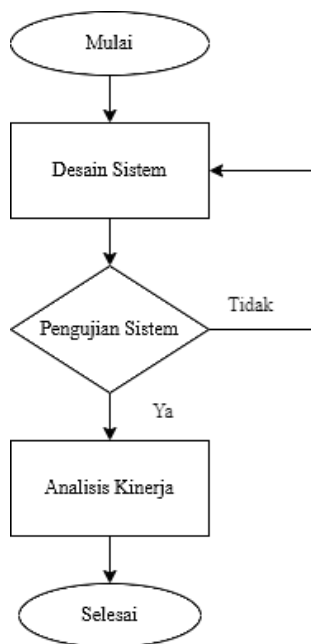 Mulai
Desain Sistem
Pengujian Sistem
Tidak
Ya
Analisis Kinerja
Selesai